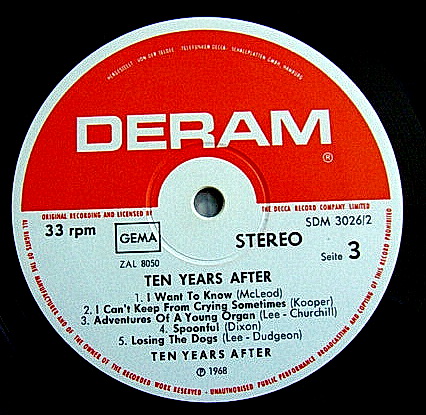 HERGESTELLT VON DER TELDEC »TELEFUNKEN-DECCA« SCHALLPLATTEN GMBH, HAMBURG
DERAM
®
ORIGINAL RECORDING AND LICENSED BY THE DECCA RECORD COMPANY LIMITED
33 rpm
GEMA
STEREO
SDM 3026/2
Seite 3
ZAL 8050
TEN YEARS AFTER
1. I Want To Know (McLeod)
2. I Can't Keep From Crying Sometimes (Kooper)
3. Adventures Of A Young Organ (Lee - Churchill)
4. Spoonful (Dixon)
5. Losing The Dogs (Lee - Dudgeon)
TEN YEARS AFTER
℗ 1968
ALL RIGHTS OF THE MANUFACTURER AND OF THE OWNER OF THE RECORDED WORK RESERVED - UNAUTHORISED PUBLIC PERFORMANCE BROADCASTING AND COPYING OF THIS RECORD PROHIBITED